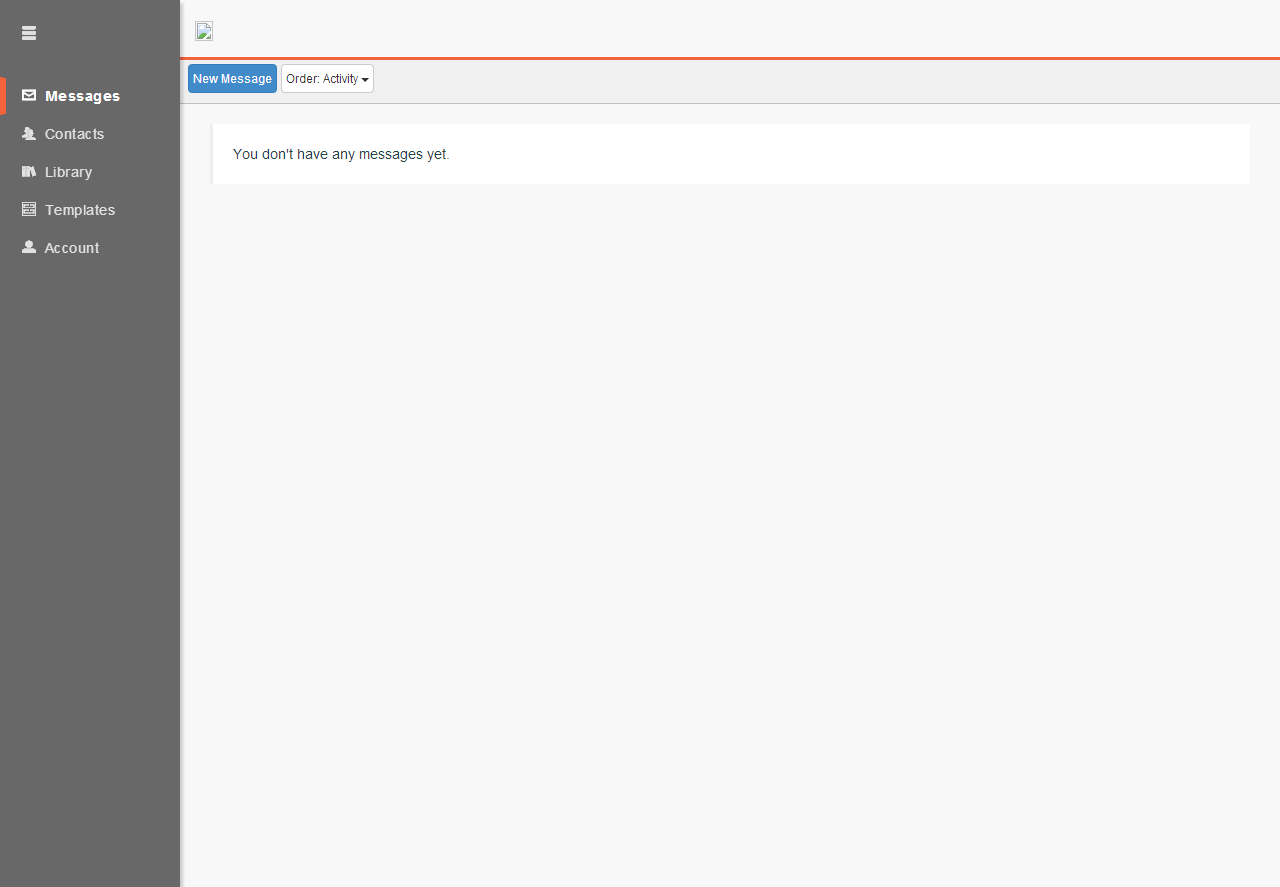 New Message
Order: Activity
Messages
Contacts
Library
Templates
Account
You don't have any messages yet.